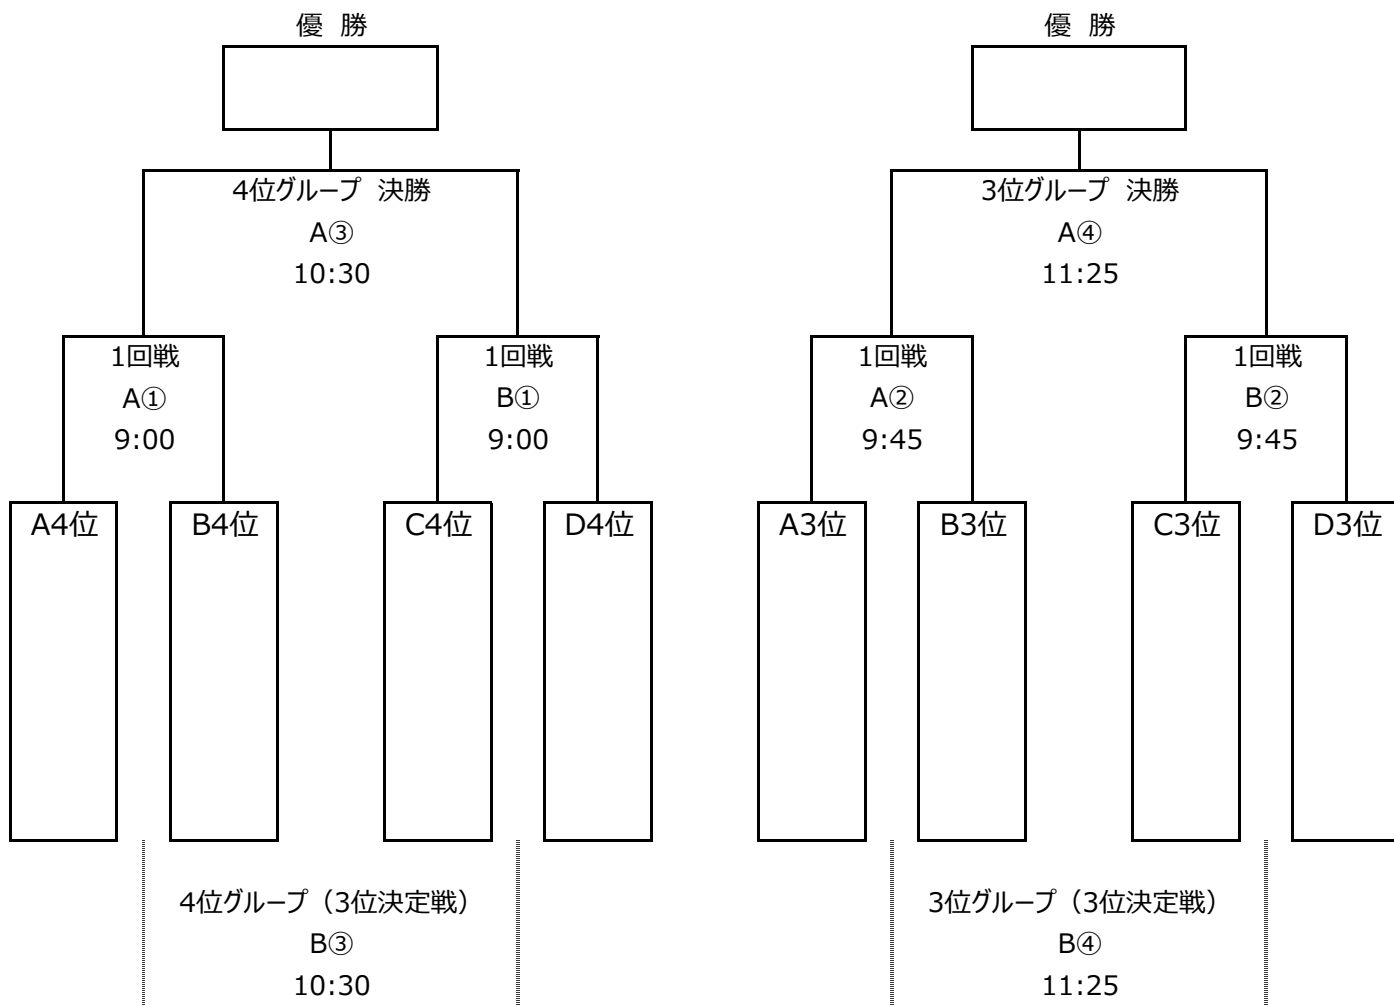 優 勝
4位グループ 決勝
A③
10:30
1回戦
A①
9:00
1回戦
B①
9:00
A4位
B4位
C4位
D4位
4位グループ（3位決定戦）
B③
10:30
優 勝
3位グループ 決勝
A④
11:25
1回戦
A②
9:45
1回戦
B②
9:45
A3位
B3位
C3位
D3位
3位グループ（3位決定戦）
B④
11:25